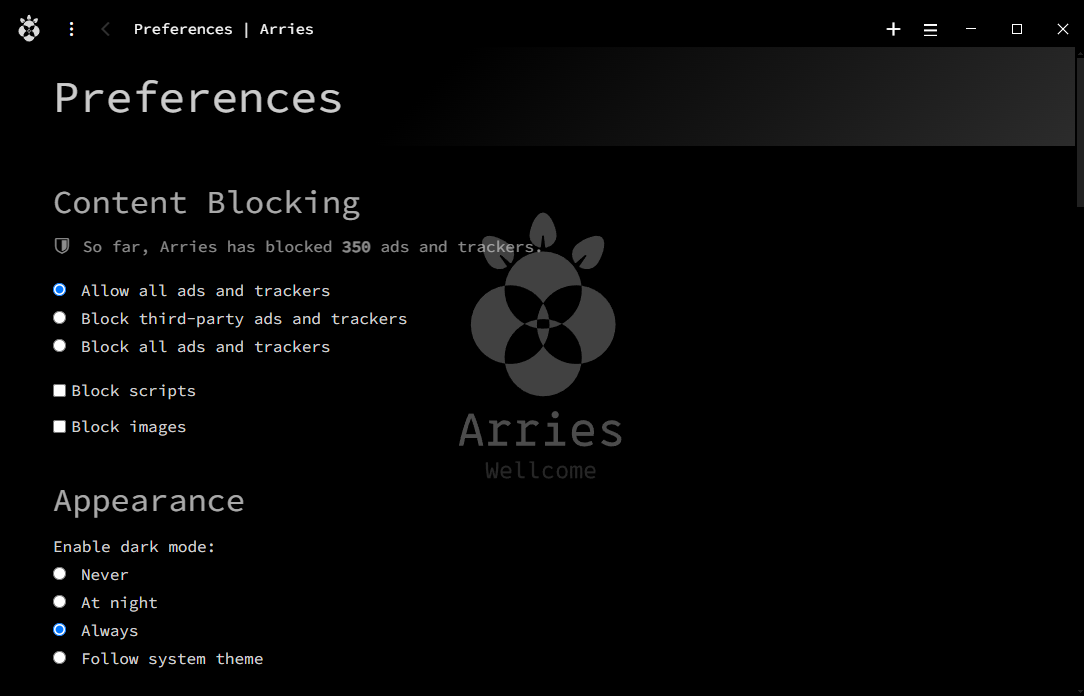 Preferences | Arries
Preferences
Content Blocking
So far, Arries has blocked 350 ads and trackers.
Allow all ads and trackers
Block third-party ads and trackers
Block all ads and trackers
Block scripts
Block images
Arries
Wellcome
Appearance
Enable dark mode:
Never
At night
Always
Follow system theme